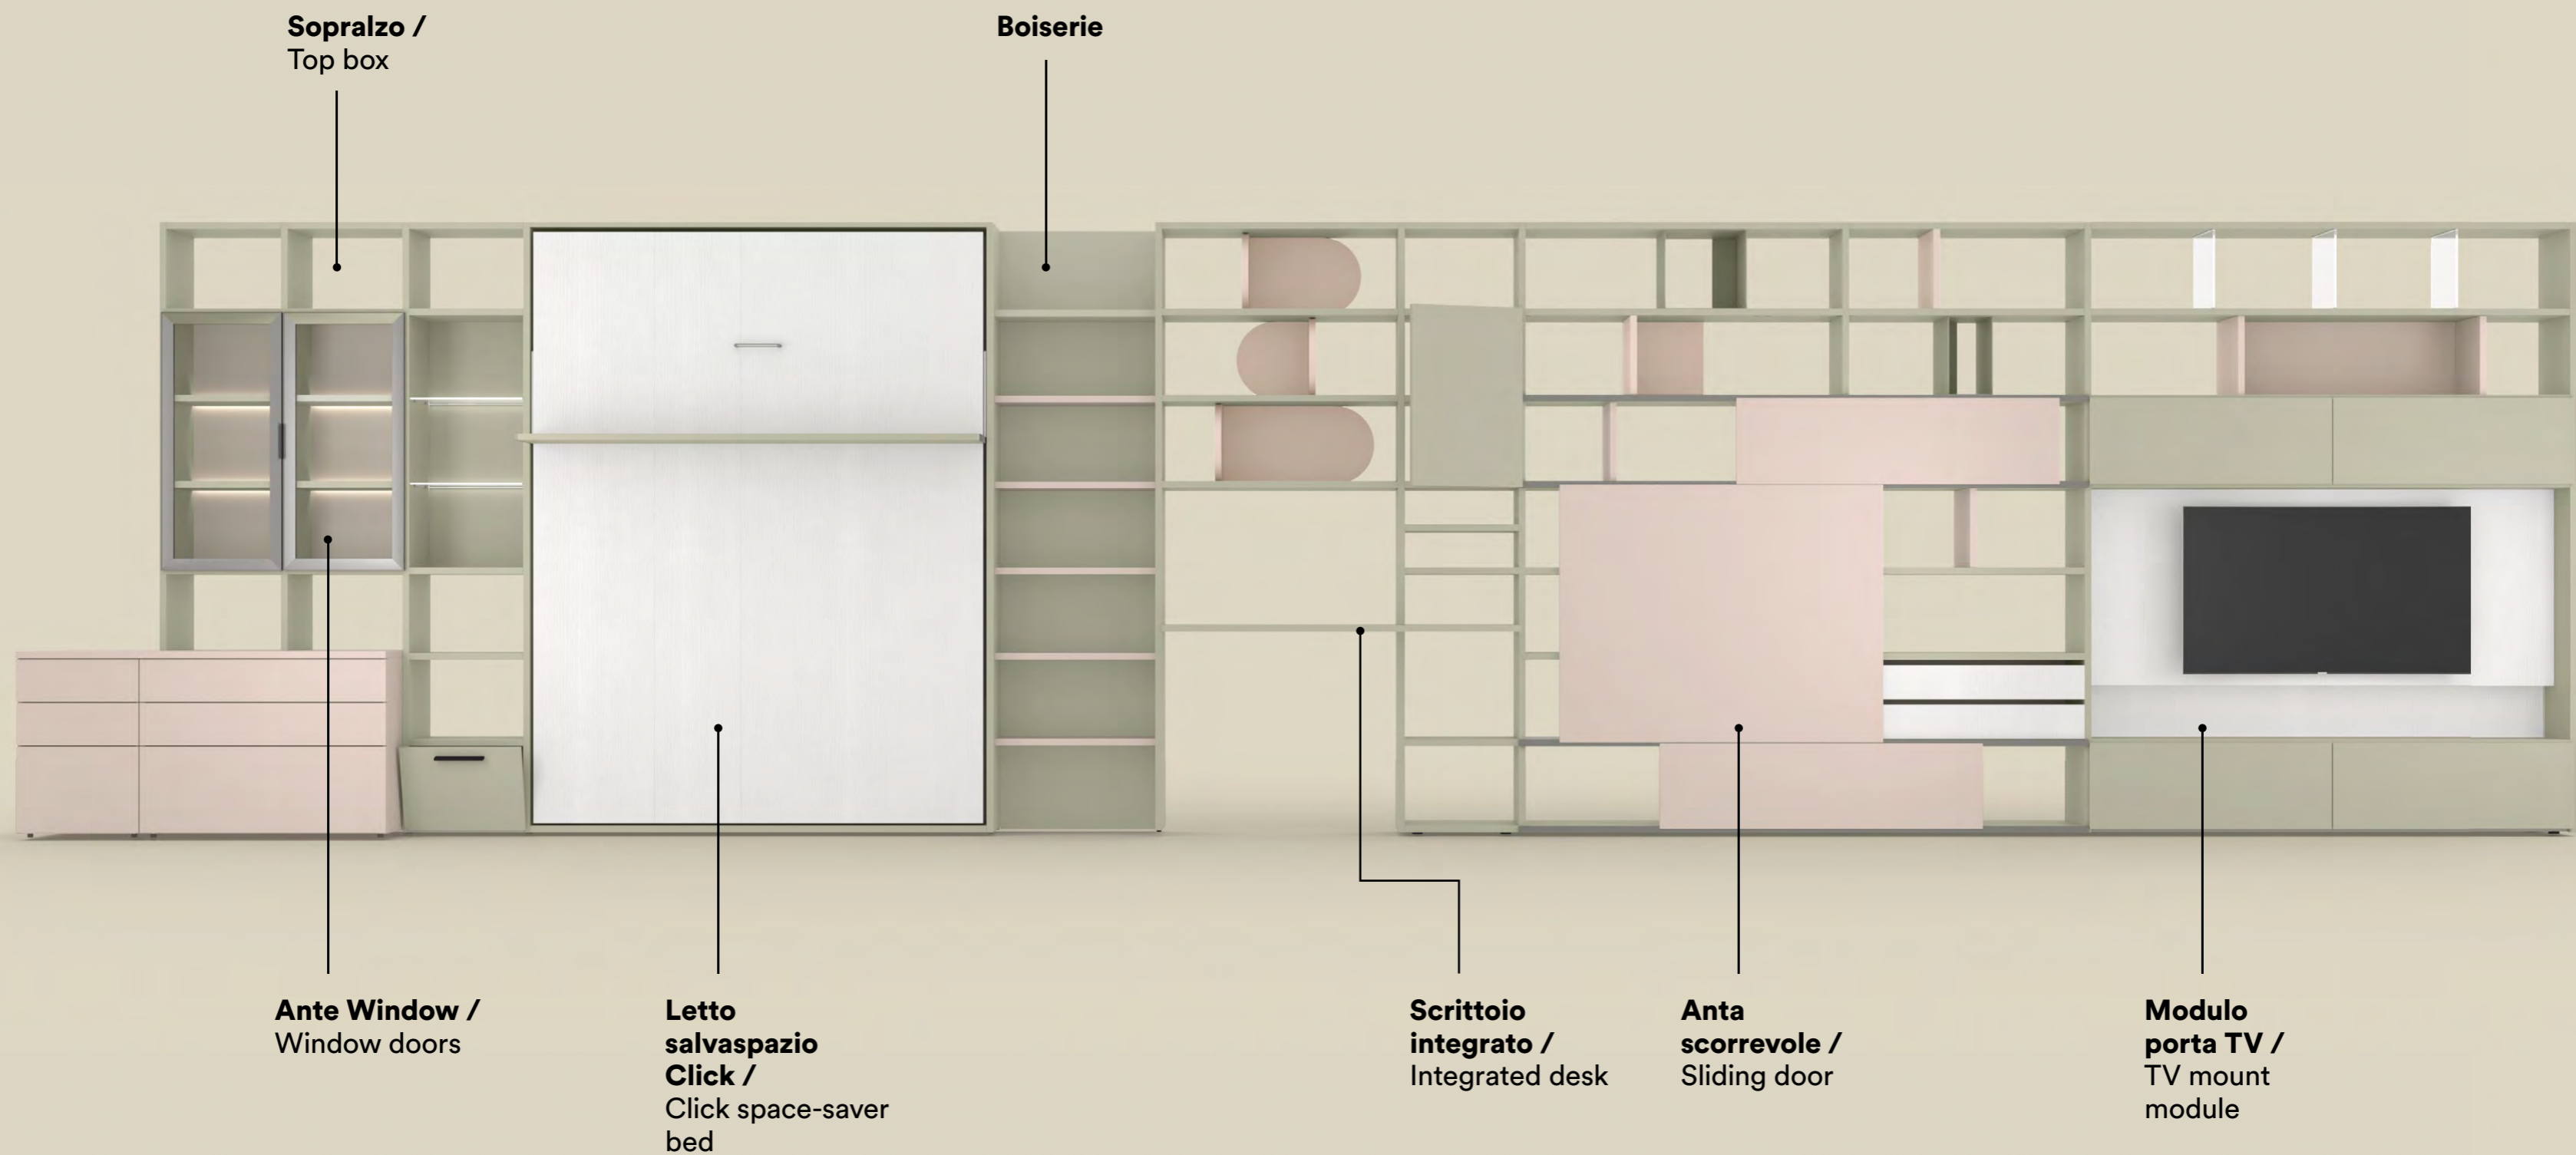 Sopralzo /
Top box
Boiserie
Ante Window /
Window doors
Letto
salvaspazio
Click /
Click space-saver
bed
Scrittoio
integrato /
Integrated desk
Anta
scorrevole /
Sliding door
Modulo
porta TV /
TV mount
module